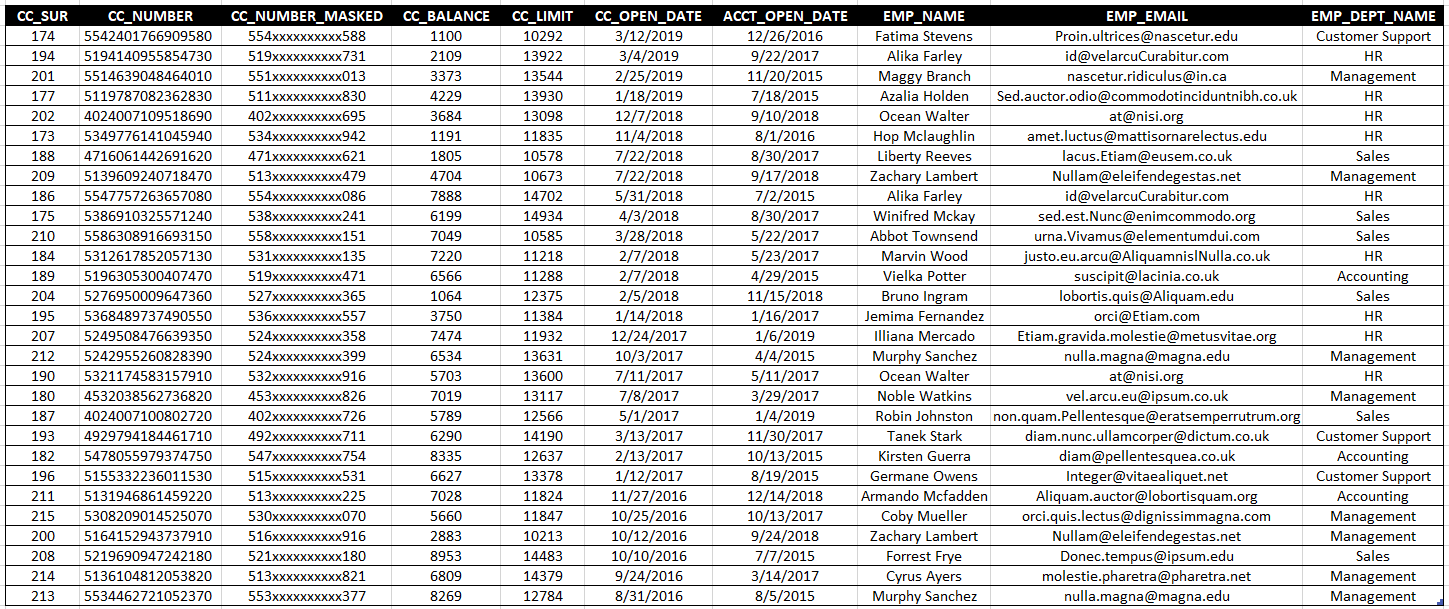 CC_SUR CC_NUMBER CC_NUMBER_MASKED CC_BALANCE CC_LIMIT CC_OPEN_DATE ACCT_OPEN_DATE EMP_NAME EMP_EMAIL EMP_DEPT_NAME
174 5542401766909580 554xxxxxxxxxx588 1100 10292 3/12/2019 12/26/2016 Fatima Stevens Proin.ultrices@nascetur.edu Customer Support
194 5194140955854730 519xxxxxxxxxx731 2109 13922 3/4/2019 9/22/2017 Alika Farley id@velarcuCurabitur.com HR
201 5514639048464010 551xxxxxxxxxx013 3373 13544 2/25/2019 11/20/2015 Maggy Branch nascetur.ridiculus@in.ca Management
177 5119787082362830 511xxxxxxxxxx830 4229 13930 1/18/2019 7/18/2015 Azalia Holden Sed.auctor.odio@commodotinciduntnibh.co.uk HR
202 4024007109518690 402xxxxxxxxxx695 3684 13098 12/7/2018 9/10/2018 Ocean Walter at@nisi.org HR
173 5349776141045940 534xxxxxxxxxx942 1191 11835 11/4/2018 8/1/2016 Hop Mclaughlin amet.luctus@mattisornarelectus.edu HR
188 4716061442691620 471xxxxxxxxxx621 1805 10578 7/22/2018 8/30/2017 Liberty Reeves lacus.Etiam@eusem.co.uk Sales
209 5139609240718470 513xxxxxxxxxx479 4704 10673 7/22/2018 9/17/2018 Zachary Lambert Nullam@eleifendegestas.net Management
186 5547757263657080 554xxxxxxxxxx086 7888 14702 5/31/2018 7/2/2015 Alika Farley id@velarcuCurabitur.com HR
175 5386910325571240 538xxxxxxxxxx241 6199 14934 4/3/2018 8/30/2017 Winifred Mckay sed.est.Nunc@enimcommodo.org Sales
210 5586308916693150 558xxxxxxxxxx151 7049 10585 3/28/2018 5/22/2017 Abbot Townsend urna.Vivamus@elementumdui.com Sales
184 5312617852057130 531xxxxxxxxxx135 7220 11218 2/7/2018 5/23/2017 Marvin Wood justo.eu.arcu@AliquamnislNulla.co.uk HR
189 5196305300407470 519xxxxxxxxxx471 6566 11288 2/7/2018 4/29/2015 Vielka Potter suscipit@lacinia.co.uk Accounting
204 5276950009647360 527xxxxxxxxxx365 1064 12375 2/5/2018 11/15/2018 Bruno Ingram lobortis.quis@Aliquam.edu Sales
195 5368489737490550 536xxxxxxxxxx557 3750 11384 1/14/2018 1/16/2017 Jemima Fernandez orci@Etiam.com HR
207 5249508476639350 524xxxxxxxxxx358 7474 11932 12/24/2017 1/6/2019 Illiana Mercado Etiam.gravida.molestie@metusvitae.org HR
212 5242955260828390 524xxxxxxxxxx399 6534 13631 10/3/2017 4/4/2015 Murphy Sanchez nulla.magna@magna.edu Management
190 5321174583157910 532xxxxxxxxxx916 5703 13600 7/11/2017 5/11/2017 Ocean Walter at@nisi.org HR
180 4532038562736820 453xxxxxxxxxx826 7019 13117 7/8/2017 3/29/2017 Noble Watkins vel.arcu.eu@ipsum.co.uk Management
187 4024007100802720 402xxxxxxxxxx726 5789 12566 5/1/2017 1/4/2019 Robin Johnston non.quam.Pellentesque@eratsemperrutrum.org Sales
193 4929794184461710 492xxxxxxxxxx711 6290 14190 3/13/2017 11/30/2017 Tanek Stark diam.nunc.ullamcorper@dictum.co.uk Customer Support
182 5478055979374750 547xxxxxxxxxx754 8335 12637 2/13/2017 10/13/2015 Kirsten Guerra diam@pellentesquea.co.uk Accounting
196 5155332236011530 515xxxxxxxxxx531 6627 13378 1/12/2017 8/19/2015 Germane Owens Integer@vitaealiquet.net Customer Support
211 5131946861459220 513xxxxxxxxxx225 7028 11824 11/27/2016 12/14/2018 Armando Mcfadden Aliquam.auctor@lobortisquam.org Accounting
215 5308209014525070 530xxxxxxxxxx070 5660 11847 10/25/2016 10/13/2017 Coby Mueller orci.quis.lectus@dignissimmagna.com Management
200 5164152943737910 516xxxxxxxxxx916 2883 10213 10/12/2016 9/24/2018 Zachary Lambert Nullam@eleifendegestas.net Management
208 5219690947242180 521xxxxxxxxxx180 8953 14483 10/10/2016 7/7/2015 Forrest Frye Donec.tempus@ipsum.edu Sales
214 5136104812053820 513xxxxxxxxxx821 6809 14379 9/24/2016 3/14/2017 Cyrus Ayers molestie.pharetra@pharetra.net Management
213 5534462721052370 553xxxxxxxxxx377 8269 12784 8/31/2016 8/5/2015 Murphy Sanchez nulla.magna@magna.edu Management